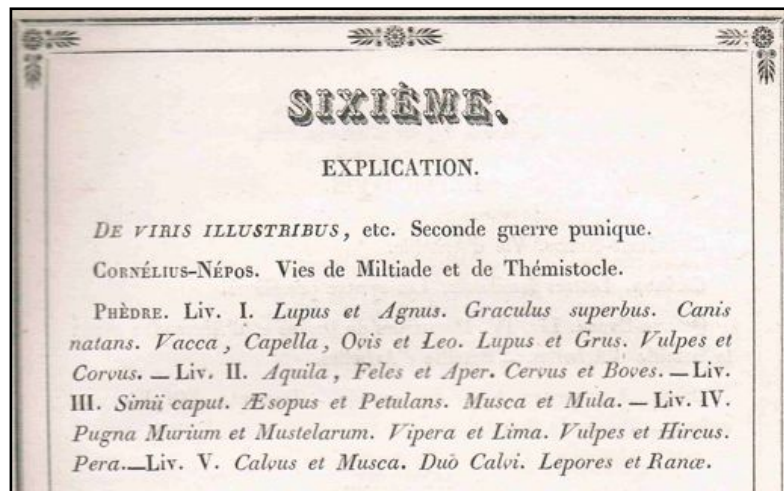 SIXIÈME.
EXPLICATION.
DE VIRIS ILLUSTRIBUS, etc. Seconde guerre punique.
CORNÉLIUS-NÉPOS. Vies de Miltiade et de Thémistocle.
PHÈDRE. Liv. I. Lupus et Agnus. Graculus superbus. Canis
natans. Vacca, Capella, Ovis et Leo. Lupus et Grus. Vulpes et
Corvus. — Liv. II. Aquila, Feles et Aper. Cervus et Boves. — Liv.
III. Simii caput. Æsopus et Petulans. Musca et Mula. — Liv. IV.
Pugna Murium et Mustelarum. Vipera et Lima. Vulpes et Hircus.
Pera. — Liv. V. Calvus et Musca. Duò Calvi. Lepores et Ranæ.